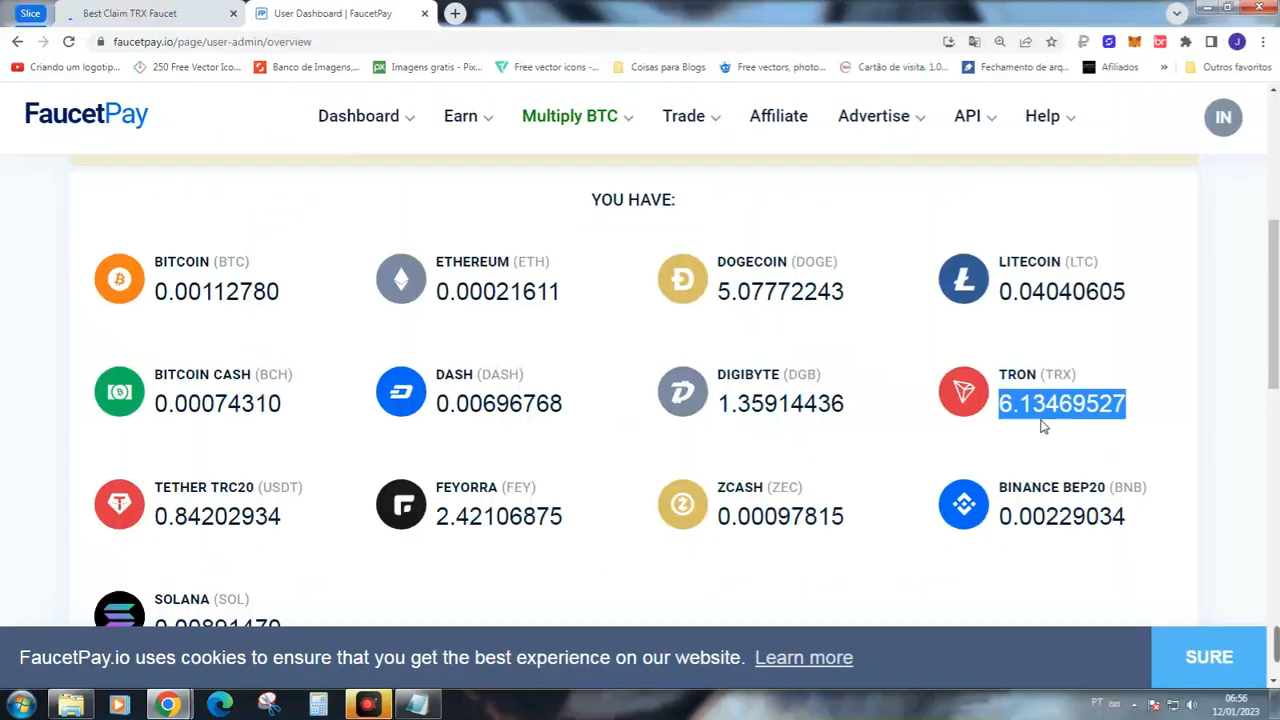 Slice
Best Claim TRX Faucet
User Dashboard | FaucetPay
faucetpay.io/page/user-admin/overview
Criando um logotip...
250 Free Vector Ico...
Banco de Imagens,...
Imagens gratis - Pix...
Free vector icons -...
Coisas para Blogs
Free vectors, photo...
Cartão de visita. 1.0...
Fechamento de arq...
Afiliados
»
Outros favoritos
FaucetPay
Dashboard
Earn
Multiply BTC
Trade
Affiliate
Advertise
API
Help
IN
YOU HAVE:
BITCOIN (BTC)
0.00112780
ETHEREUM (ETH)
0.00021611
DOGECOIN (DOGE)
5.07772243
LITECOIN (LTC)
0.04040605
BITCOIN CASH (BCH)
0.00074310
DASH (DASH)
0.00696768
DIGIBYTE (DGB)
1.35914436
TRON (TRX)
6.13469527
TETHER TRC20 (USDT)
0.84202934
FEYORRA (FEY)
2.42106875
ZCASH (ZEC)
0.00097815
BINANCE BEP20 (BNB)
0.00229034
SOLANA (SOL)
FaucetPay.io uses cookies to ensure that you get the best experience on our website. Learn more
SURE
PT
06:56
12/01/2023